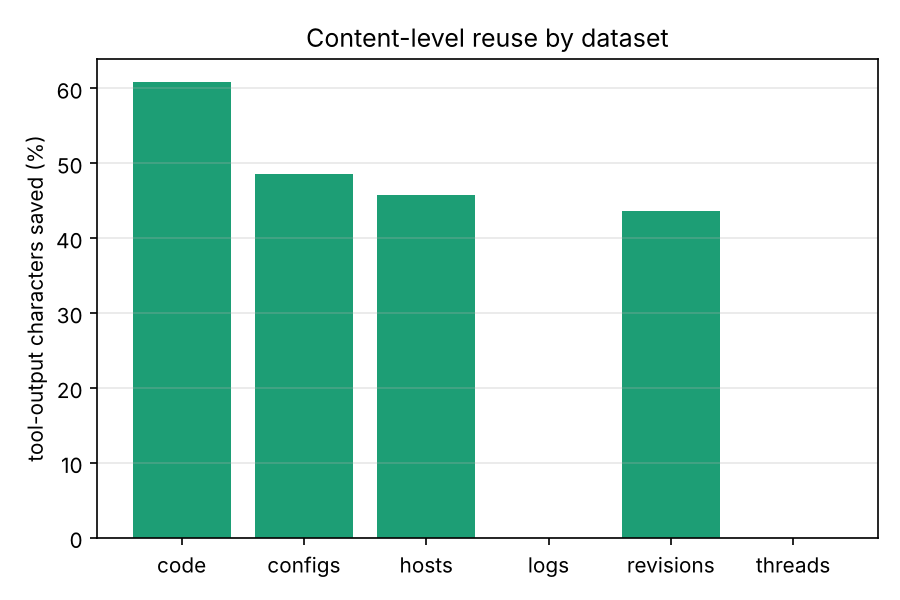 Content-level reuse by dataset
tool-output characters saved (%)
60
50
40
30
20
10
0
code configs hosts logs revisions threads